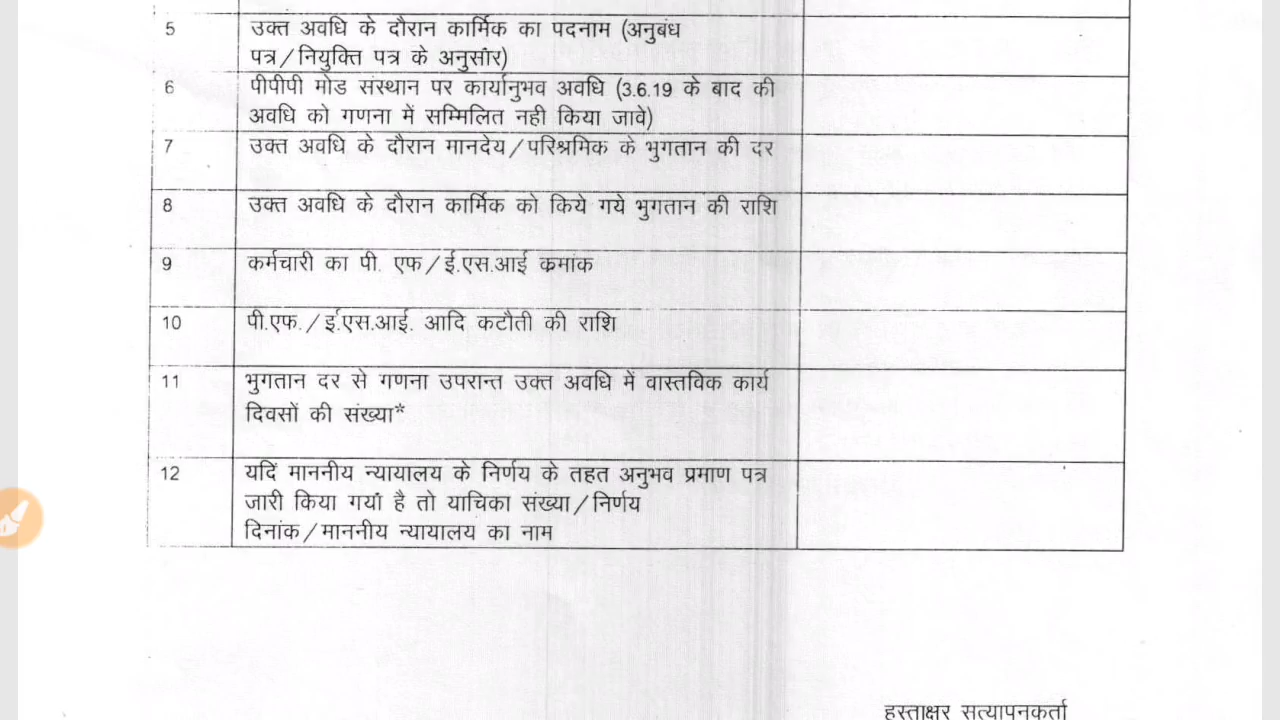 5 उक्त अवधि के दौरान कार्मिक का पदनाम (अनुबंध
पत्र/नियुक्ति पत्र के अनुसार)
6 पीपीपी मोड संस्थान पर कार्यानुभव अवधि (3.6.19 के बाद की
अवधि को गणना में सम्मिलित नही किया जावे)
7 उक्त अवधि के दौरान मानदेय/परिश्रमिक के भुगतान की दर
8 उक्त अवधि के दौरान कार्मिक को किये गये भुगतान की राशि
9 कर्मचारी का पी. एफ/ई.एस.आई क्रमांक
10 पी.एफ./ई.एस.आई. आदि कटौती की राशि
11 भुगतान दर से गणना उपरान्त उक्त अवधि में वास्तविक कार्य
दिवसों की संख्या*
12 यदि माननीय न्यायालय के निर्णय के तहत अनुभव प्रमाण पत्र
जारी किया गया है तो याचिका संख्या/निर्णय
दिनांक/माननीय न्यायालय का नाम
हस्ताक्षर सत्यापनकर्ता